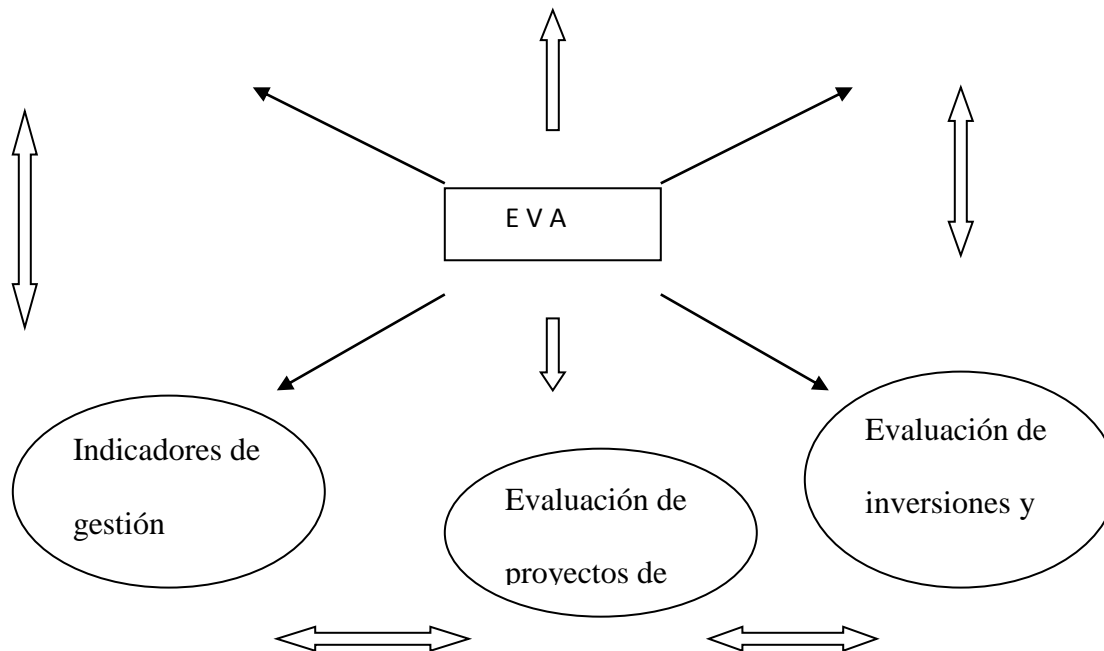 E V A
Indicadores de
gestión
Evaluación de
proyectos de
Evaluación de
inversiones y